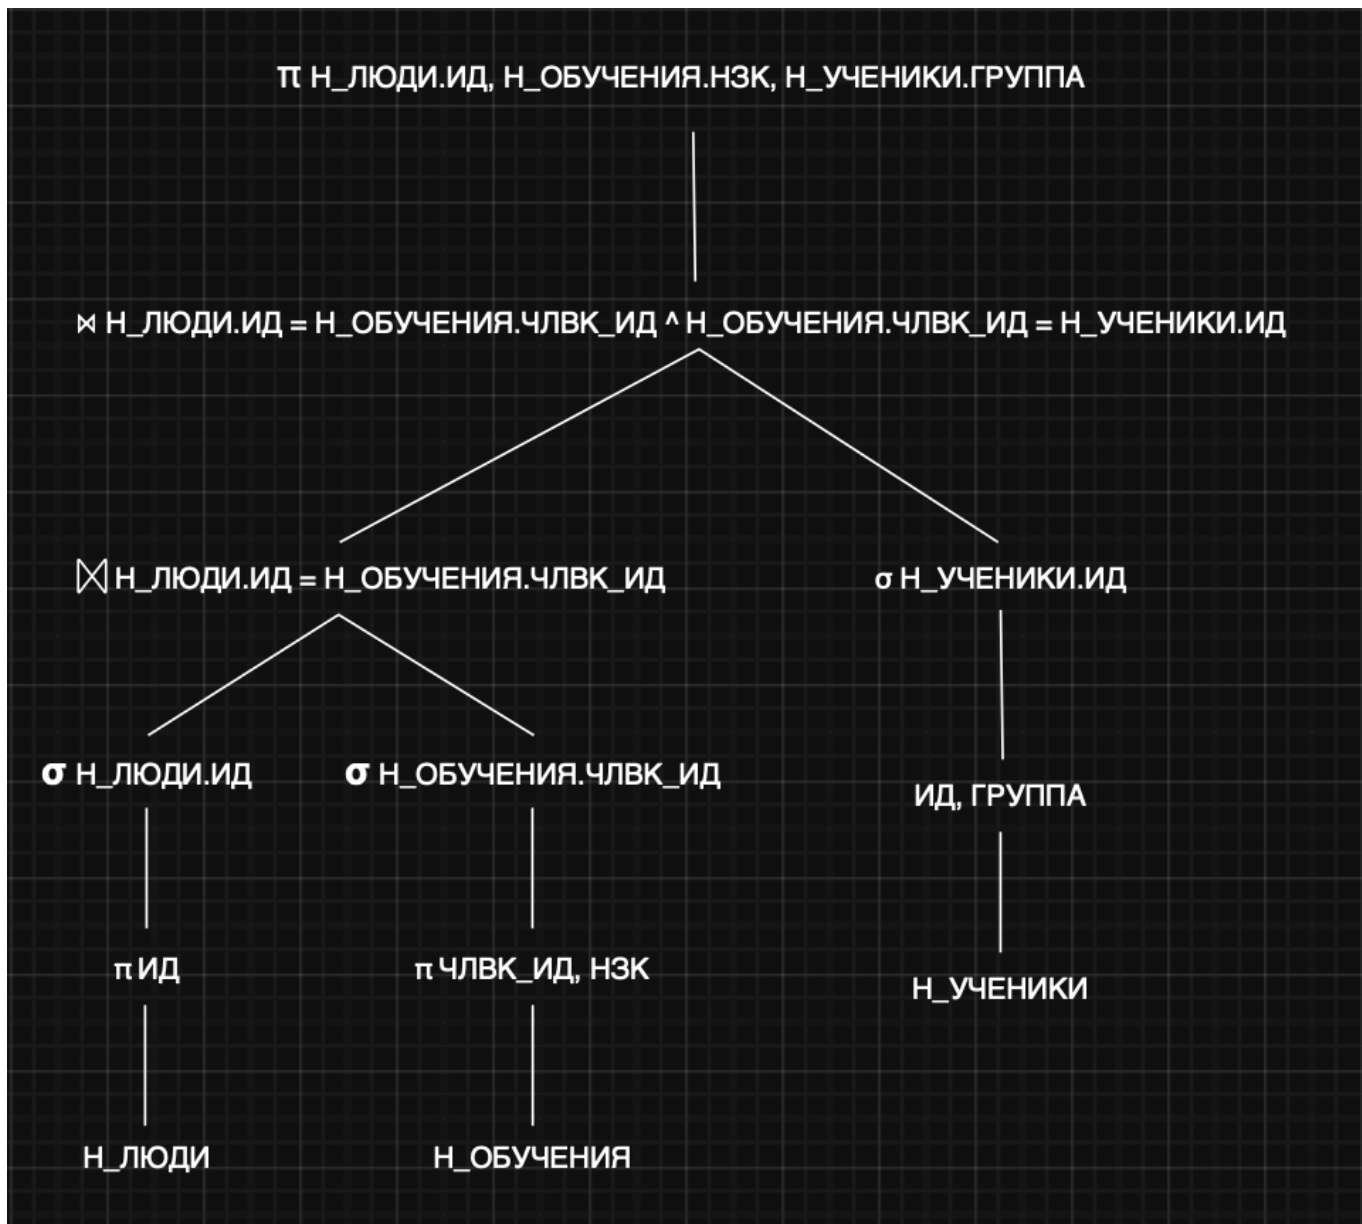 π Н_ЛЮДИ.ИД, Н_ОБУЧЕНИЯ.НЗК, Н_УЧЕНИКИ.ГРУППА
⋈ Н_ЛЮДИ.ИД = Н_ОБУЧЕНИЯ.ЧЛВК_ИД ^ Н_ОБУЧЕНИЯ.ЧЛВК_ИД = Н_УЧЕНИКИ.ИД
⋈ Н_ЛЮДИ.ИД = Н_ОБУЧЕНИЯ.ЧЛВК_ИД
σ Н_УЧЕНИКИ.ИД
σ Н_ЛЮДИ.ИД
σ Н_ОБУЧЕНИЯ.ЧЛВК_ИД
ИД, ГРУППА
π ИД
π ЧЛВК_ИД, НЗК
Н_УЧЕНИКИ
Н_ЛЮДИ
Н_ОБУЧЕНИЯ